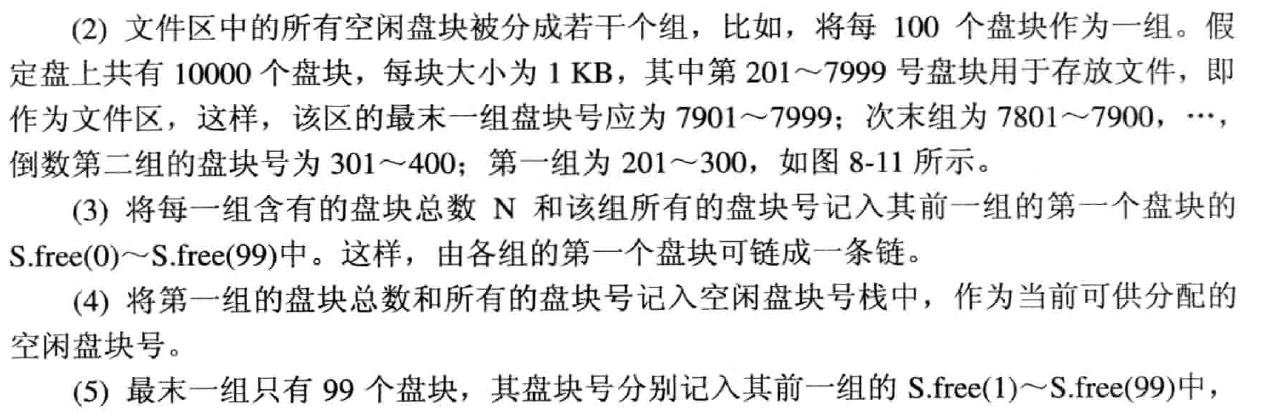 (2) 文件区中的所有空闲盘块被分成若干个组，比如，将每 100 个盘块作为一组。假
定盘上共有 10000 个盘块，每块大小为 1 KB，其中第 201～7999 号盘块用于存放文件，即
作为文件区，这样，该区的最末一组盘块号应为 7901～7999；次末组为 7801～7900，…，
倒数第二组的盘块号为 301～400；第一组为 201～300，如图 8-11 所示。
(3) 将每一组含有的盘块总数 N 和该组所有的盘块号记入其前一组的第一个盘块的
S.free(0)～S.free(99)中。这样，由各组的第一个盘块可链成一条链。
(4) 将第一组的盘块总数和所有的盘块号记入空闲盘块号栈中，作为当前可供分配的
空闲盘块号。
(5) 最末一组只有 99 个盘块，其盘块号分别记入其前一组的 S.free(1)～S.free(99)中，